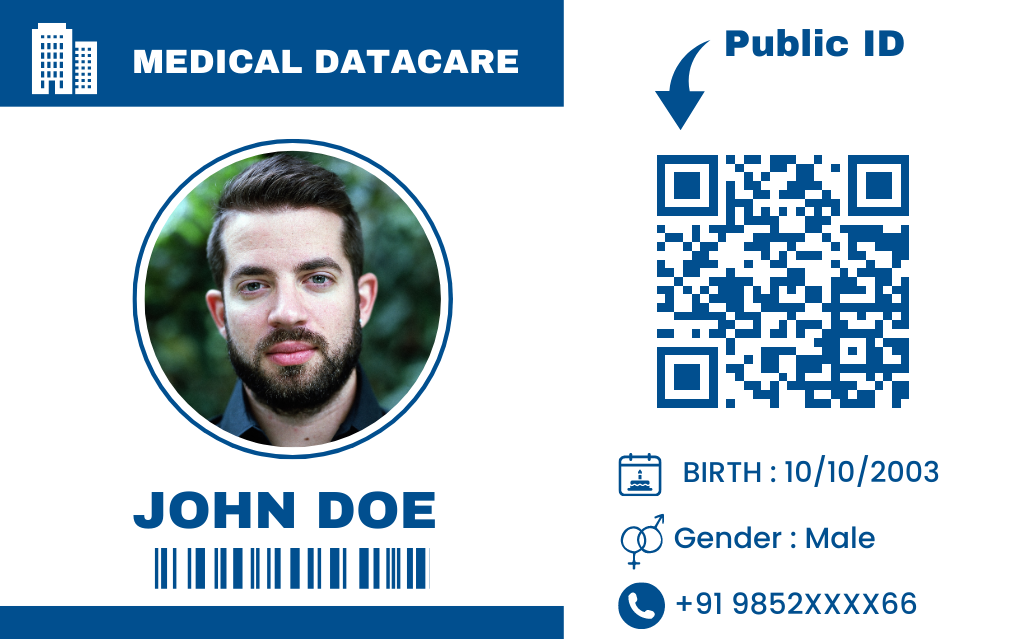 MEDICAL DATACARE
JOHN DOE
Public ID
BIRTH : 10/10/2003
Gender : Male
+91 9852XXXX66